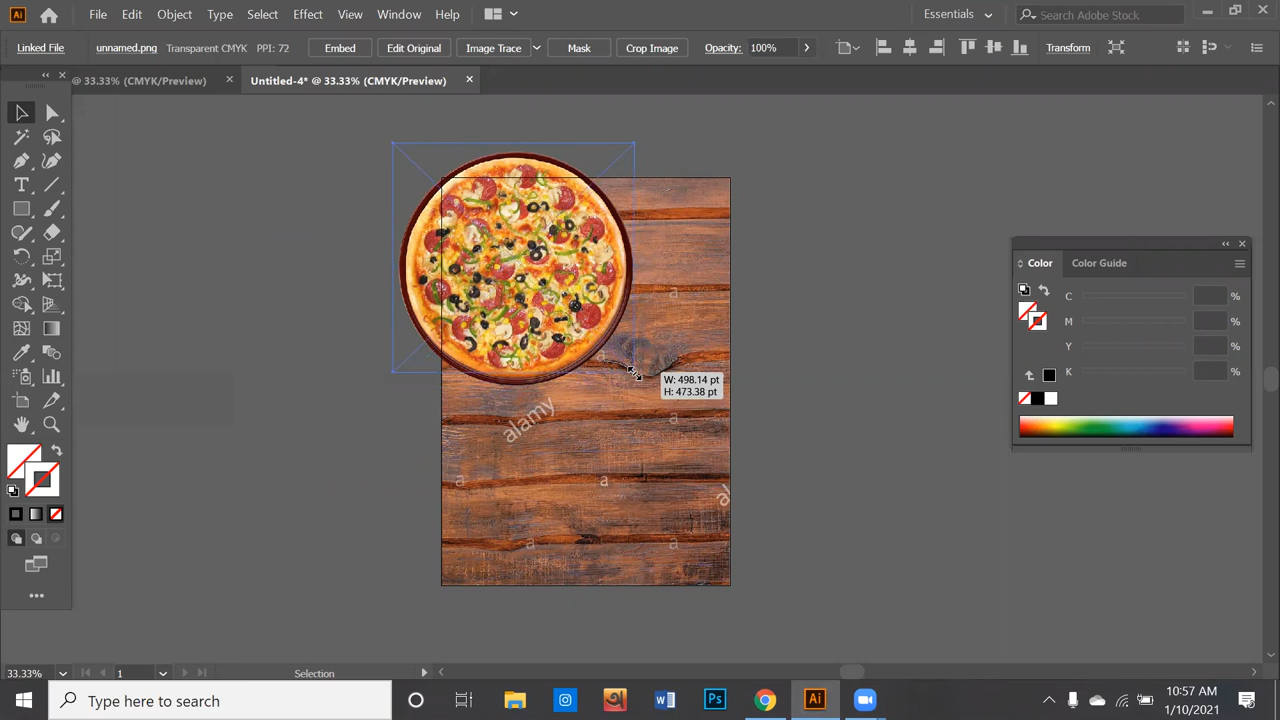 Ai File Edit Object Type Select Effect View Window Help Essentials Search Adobe Stock
Linked File unnamed.png Transparent CMYK PPI: 72 Embed Edit Original Image Trace Mask Crop Image Opacity: 100% Transform
@ 33.33% (CMYK/Preview) × Untitled-4* @ 33.33% (CMYK/Preview) ×
Color Color Guide
C %
M %
Y %
K %
W: 498.14 pt
H: 473.38 pt
a
a
a
alamy
a
a
al
a
a
33.33% 1 Selection
Type here to search Ps Ai 10:57 AM
1/10/2021